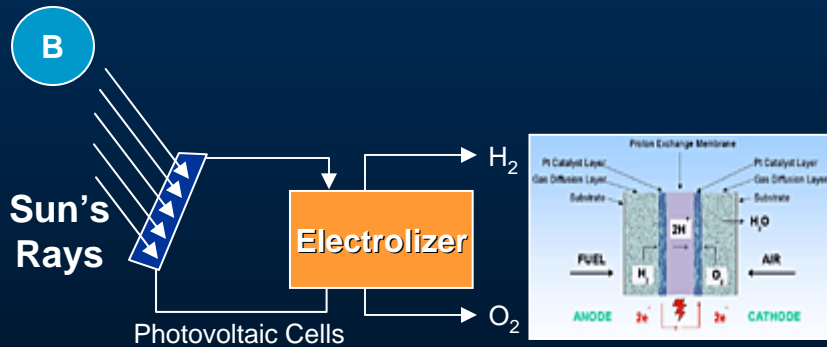 B
Sun's
Rays
Photovoltaic Cells
Electrolizer
H2
O2
Proton Exchange Membrane
Pt Catalyst Layer
Pt Catalyst Layer
Gas Diffusion Layer
Gas Diffusion Layer
Substrate
Substrate
2H+
H2O
FUEL
H2
O2
AIR
ANODE
2e-
2e-
CATHODE